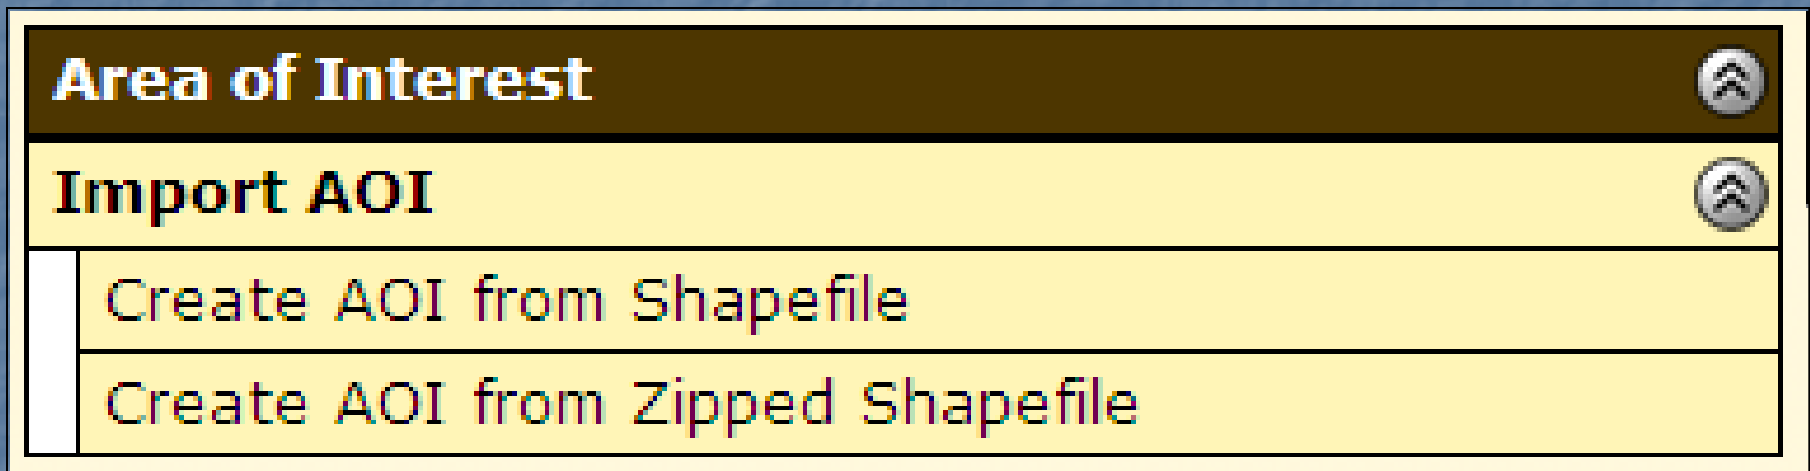 Area of Interest
Import AOI
Create AOI from Shapefile
Create AOI from Zipped Shapefile